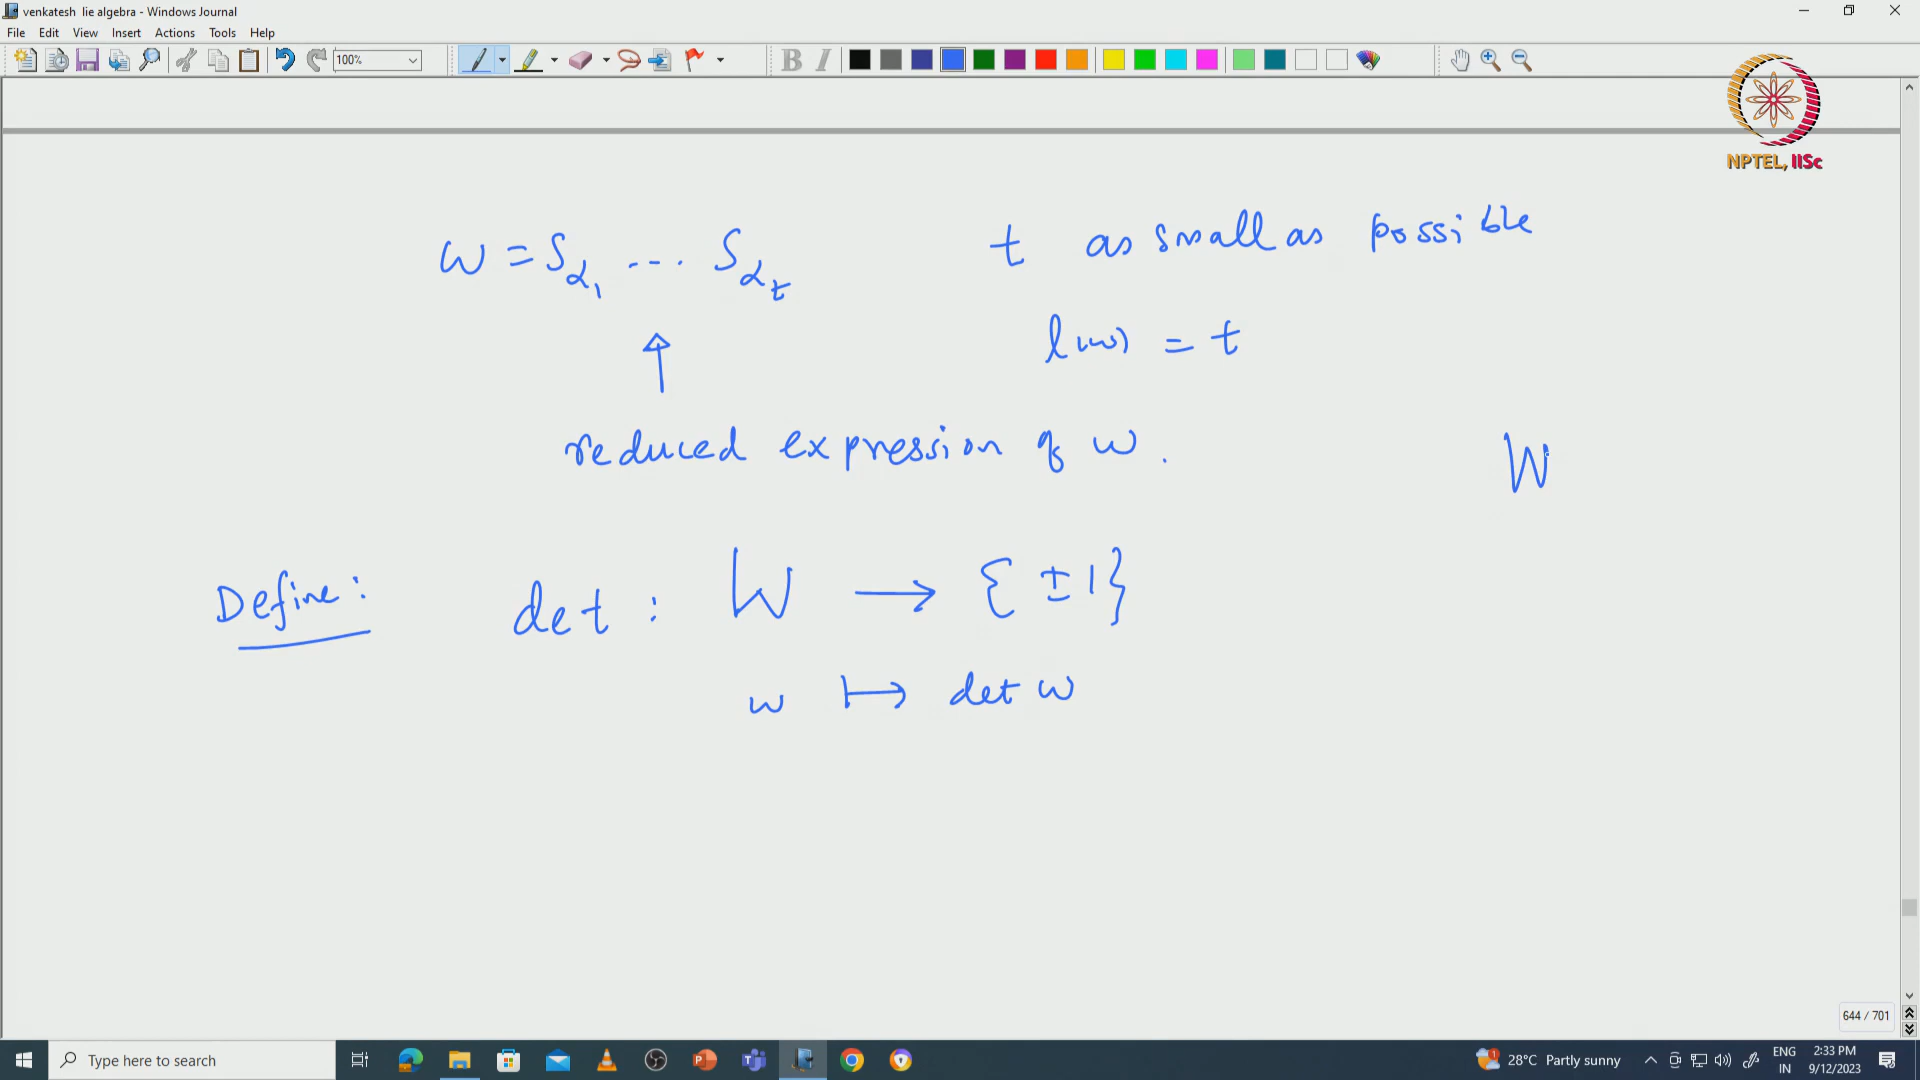 venkatesh lie algebra - Windows Journal
File Edit View Insert Actions Tools Help
100%
B I
NPTEL, IISc
w = s_{α_1} ... s_{α_t} t as small as possible
l(w) = t
reduced expression of w.
W
Define: det : W → {±1}
w ↦ det w
644 / 701
Type here to search
28°C Partly sunny
ENG
IN
2:33 PM
9/12/2023